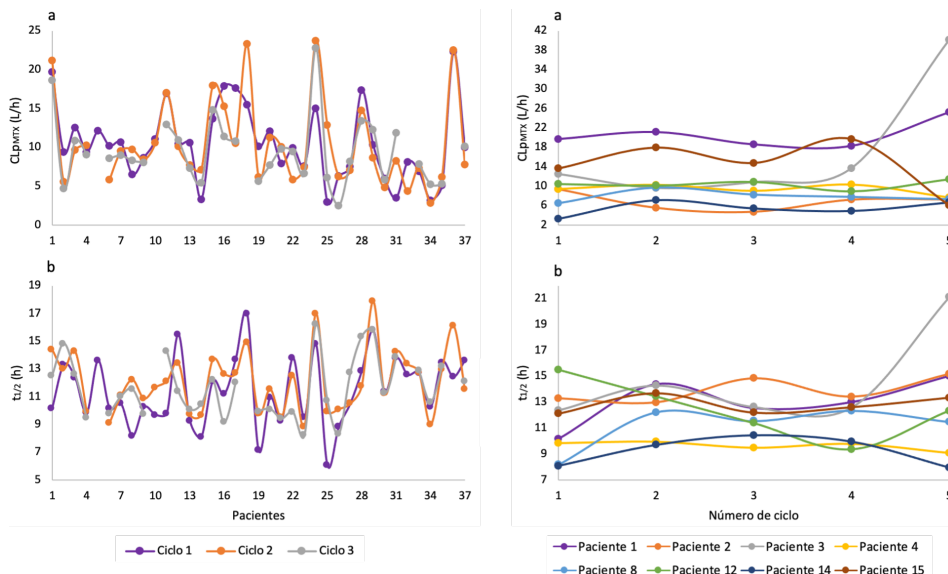 a
CLpMTX (L/h)
25
20
15
10
5
0
1 4 7 10 13 16 19 22 25 28 31 34 37
b
t1/2 (h)
19
17
15
13
11
9
7
5
1 4 7 10 13 16 19 22 25 28 31 34 37
Pacientes
Ciclo 1 Ciclo 2 Ciclo 3
a
CLpMTX (L/h)
42
38
34
30
26
22
18
14
10
6
2
1 2 3 4 5
b
t1/2 (h)
21
19
17
15
13
11
9
7
1 2 3 4 5
Número de ciclo
Paciente 1 Paciente 2 Paciente 3 Paciente 4
Paciente 8 Paciente 12 Paciente 14 Paciente 15